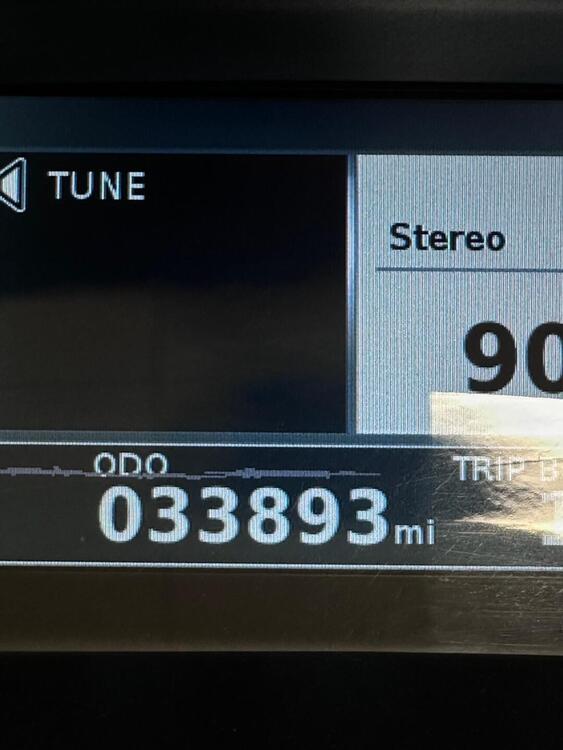 TUNE
Stereo
90
ODO
TRIP B
033893mi